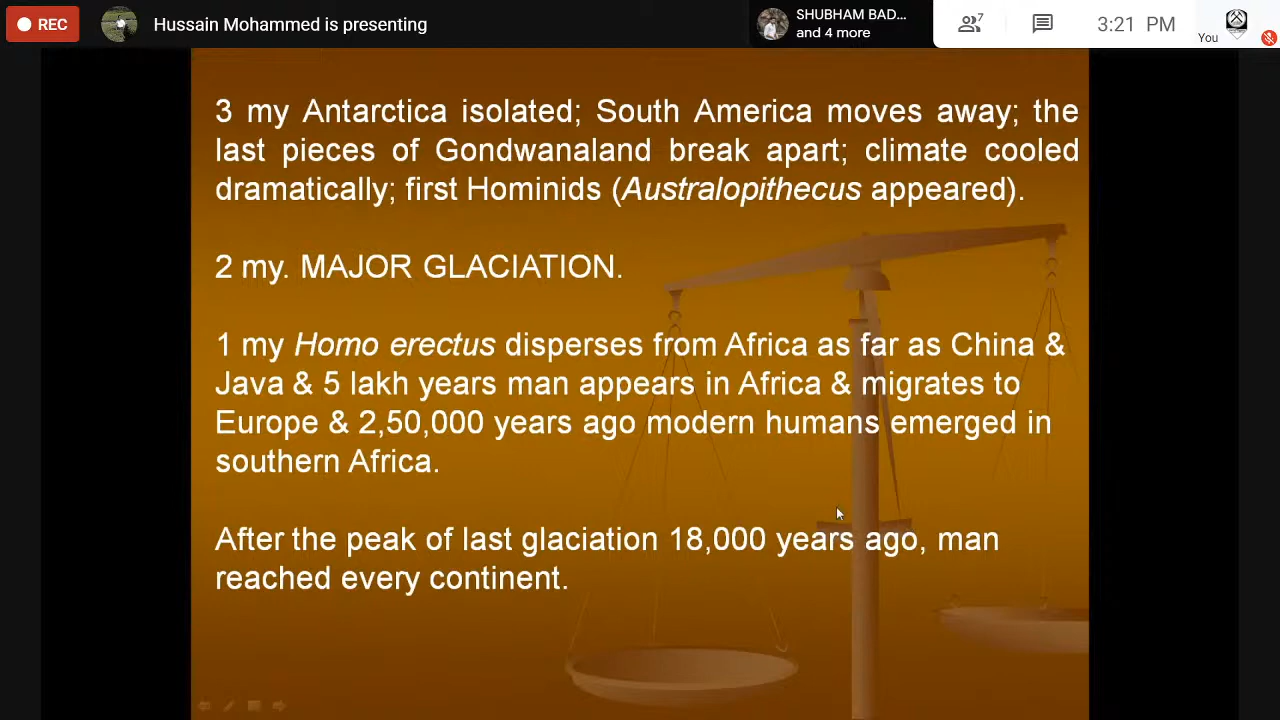 REC
Hussain Mohammed is presenting
SHUBHAM BAD...
and 4 more
7
3:21 PM
You
3 my Antarctica isolated; South America moves away; the
last pieces of Gondwanaland break apart; climate cooled
dramatically; first Hominids (Australopithecus appeared).
2 my. MAJOR GLACIATION.
1 my Homo erectus disperses from Africa as far as China &
Java & 5 lakh years man appears in Africa & migrates to
Europe & 2,50,000 years ago modern humans emerged in
southern Africa.
After the peak of last glaciation 18,000 years ago, man
reached every continent.